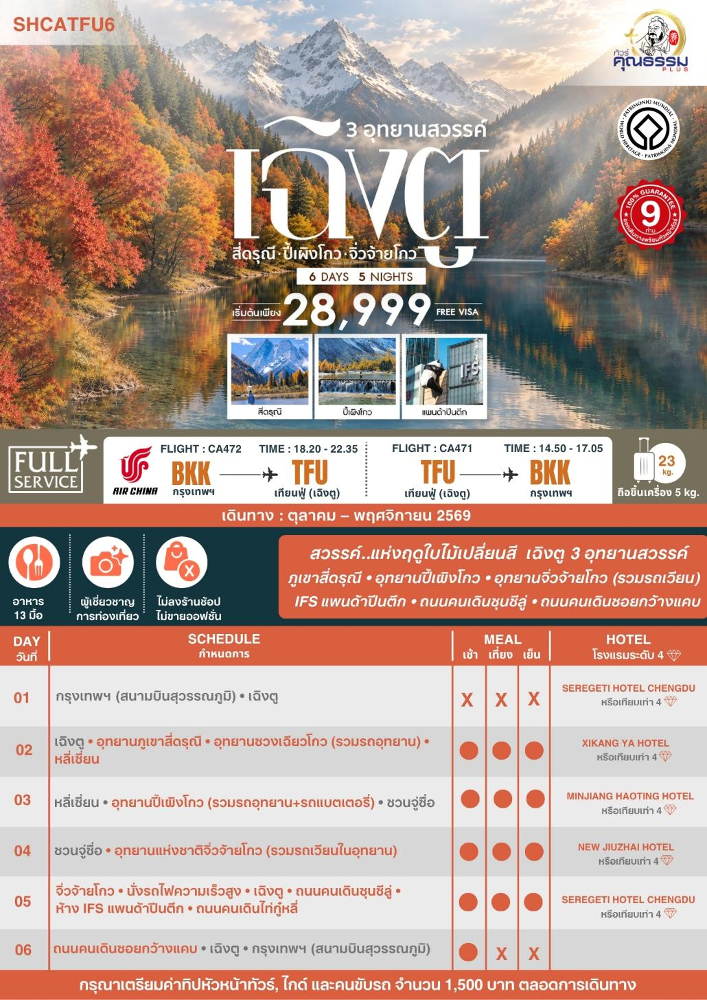 SHCATFU6
ทัวร์
คุณธรรม
PLUS
3 อุทยานสวรรค์
เฉิงตู
สี่ดรุณี·ปี้เผิงโกว·จิ่วจ้ายโกว
6 DAYS 5 NIGHTS
เริ่มต้นเพียง 28,999 FREE VISA
PATRIMONIO MUNDIAL · WORLD HERITAGE · PATRIMOINE MONDIAL
100% GUARANTEE
9
ท่าน
ออกเดินทางพร้อมหัวหน้าทัวร์
IFS
สี่ดรุณี
ปี้เผิงโกว
แพนด้าปีนตึก
FULL
SERVICE
AIR CHINA
FLIGHT : CA472 TIME : 18.20 - 22.35
BKK TFU
กรุงเทพฯ เทียนฟู่ (เฉิงตู)
FLIGHT : CA471 TIME : 14.50 - 17.05
TFU BKK
เทียนฟู่ (เฉิงตู) กรุงเทพฯ
23
kg.
ถือขึ้นเครื่อง 5 kg.
เดินทาง : ตุลาคม – พฤศจิกายน 2569
อาหาร
13 มื้อ
ผู้เชี่ยวชาญ
การท่องเที่ยว
X
ไม่ลงร้านช้อป
ไม่ขายออฟชั่น
สวรรค์..แห่งฤดูใบไม้เปลี่ยนสี เฉิงตู 3 อุทยานสวรรค์
ภูเขาสี่ดรุณี • อุทยานปี้เผิงโกว • อุทยานจิ่วจ้ายโกว (รวมรถเวียน)
IFS แพนด้าปีนตึก • ถนนคนเดินชุนซีลู่ • ถนนคนเดินซอยกว้างแคบ
DAY SCHEDULE MEAL HOTEL
วันที่ กำหนดการ เช้า เที่ยง เย็น โรงแรมระดับ 4
01 กรุงเทพฯ (สนามบินสุวรรณภูมิ) • เฉิงตู X X X SEREGETI HOTEL CHENGDU
หรือเทียบเท่า 4
02 เฉิงตู • อุทยานภูเขาสี่ดรุณี • อุทยานซวงเฉียวโกว (รวมรถอุทยาน) •
หลี่เซี่ยน
XIKANG YA HOTEL
หรือเทียบเท่า 4
03 หลี่เซี่ยน • อุทยานปี้เผิงโกว (รวมรถอุทยาน+รถแบตเตอรี่) • ชวนจู่ซื่อ MINJIANG HAOTING HOTEL
หรือเทียบเท่า 4
04 ชวนจู่ซื่อ • อุทยานแห่งชาติจิ่วจ้ายโกว (รวมรถเวียนในอุทยาน) NEW JIUZHAI HOTEL
หรือเทียบเท่า 4
05 จิ่วจ้ายโกว • นั่งรถไฟความเร็วสูง • เฉิงตู • ถนนคนเดินชุนซีลู่ •
ห้าง IFS แพนด้าปีนตึก • ถนนคนเดินไท่กู๋หลี่
SEREGETI HOTEL CHENGDU
หรือเทียบเท่า 4
06 ถนนคนเดินซอยกว้างแคบ • เฉิงตู • กรุงเทพฯ (สนามบินสุวรรณภูมิ) X X
กรุณาเตรียมค่าทิปหัวหน้าทัวร์, ไกด์ และคนขับรถ จำนวน 1,500 บาท ตลอดการเดินทาง